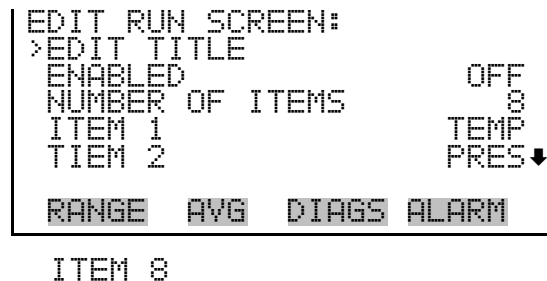 EDIT RUN SCREEN:
>EDIT TITLE
ENABLED OFF
NUMBER OF ITEMS 8
ITEM 1 TEMP
TIEM 2 PRES
RANGE AVG DIAGS ALARM
ITEM 8